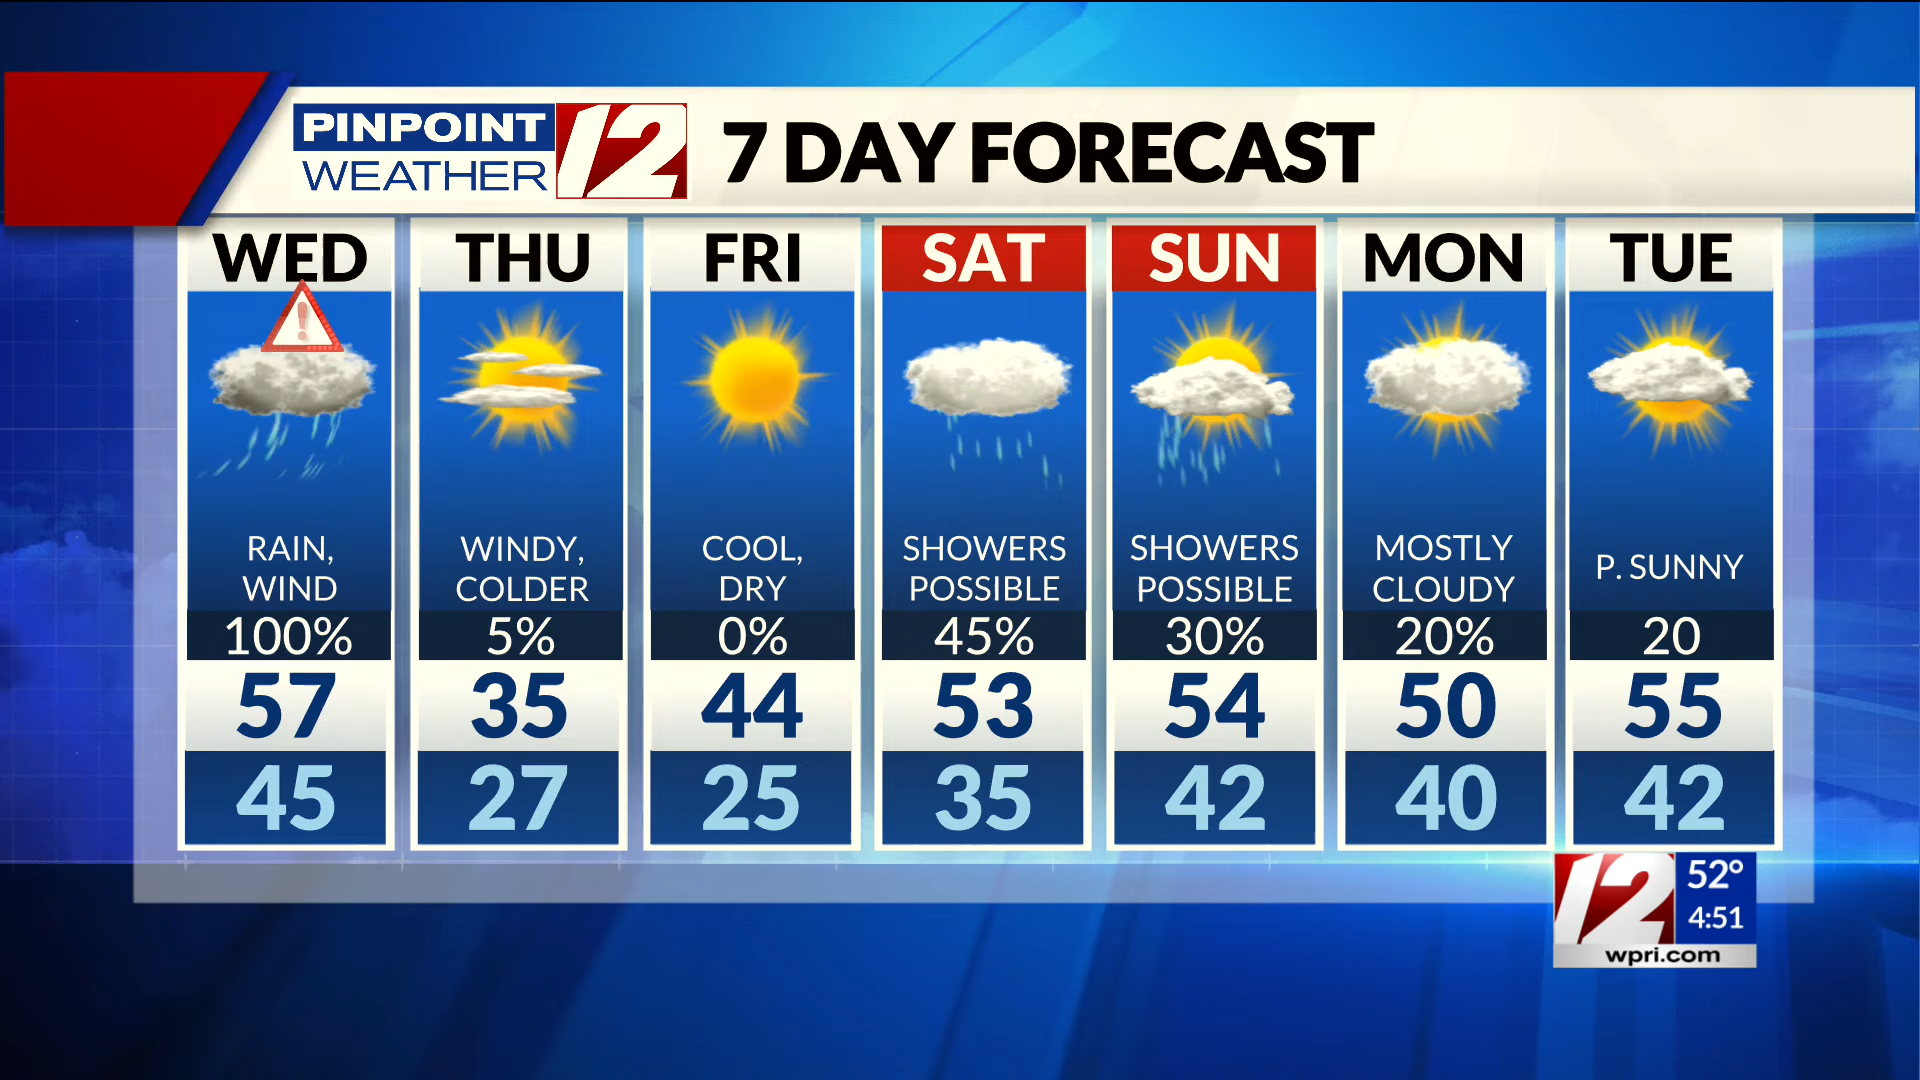 PINPOINT
WEATHER
12
7 DAY FORECAST
WED
THU
FRI
SAT
SUN
MON
TUE
!
RAIN,
WIND
WINDY,
COLDER
COOL,
DRY
SHOWERS
POSSIBLE
SHOWERS
POSSIBLE
MOSTLY
CLOUDY
P. SUNNY
100%
5%
0%
45%
30%
20%
20
57
35
44
53
54
50
55
45
27
25
35
42
40
42
12
52°
4:51
wpri.com